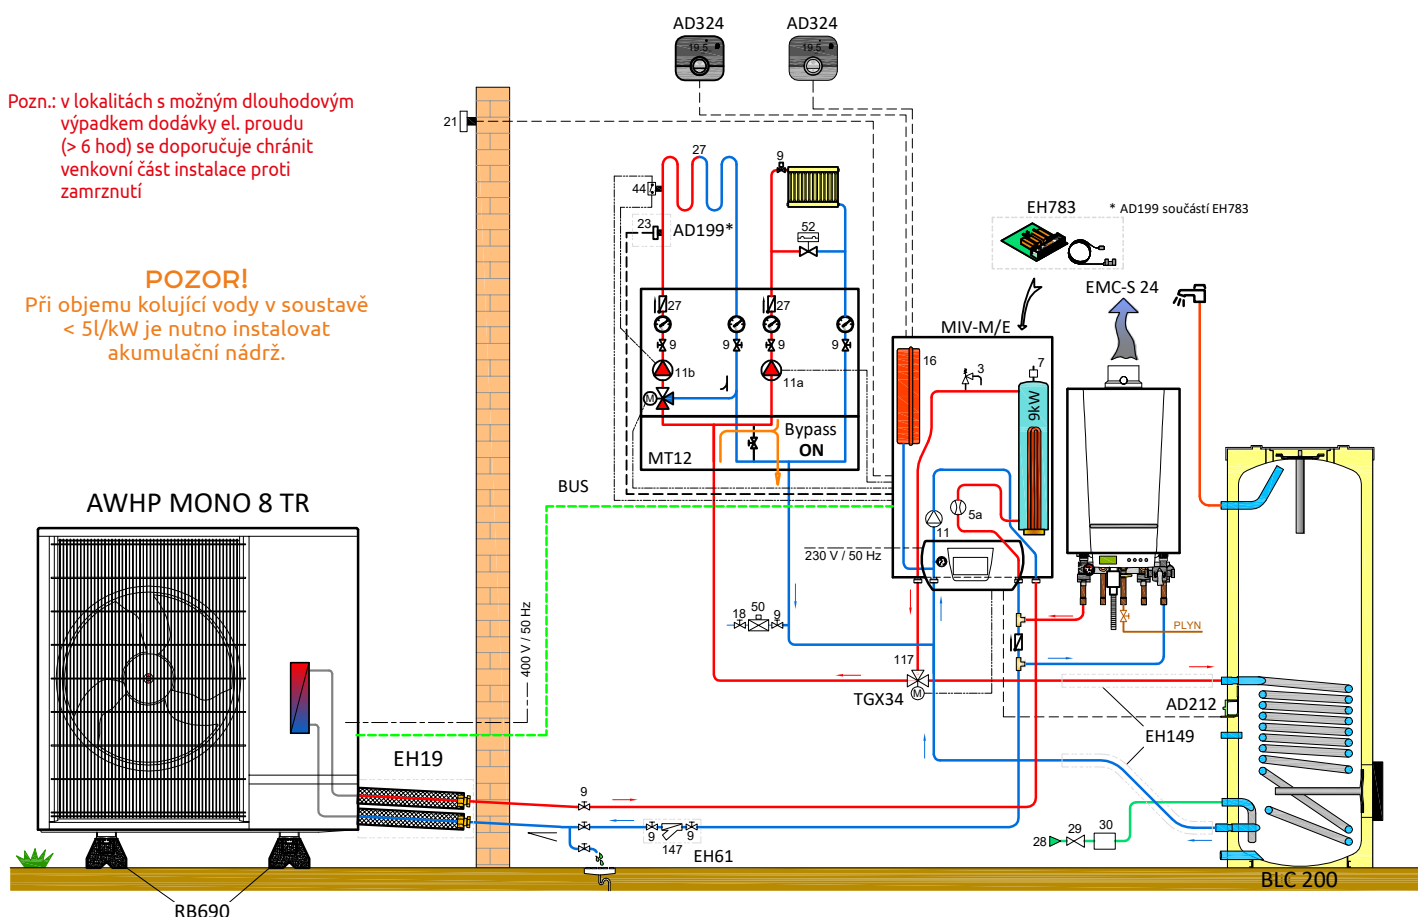 AD324
AD324
19.5
19.5
Pozn.: v lokalitách s možným dlouhodovým
výpadkem dodávky el. proudu
(> 6 hod) se doporučuje chránit
venkovní část instalace proti
zamrznutí
21
27
9
44
23
AD199*
52
EH783
* AD199 součástí EH783
POZOR!
Při objemu kolující vody v soustavě
< 5l/kW je nutno instalovat
akumulační nádrž.
EMC-S 24
MIV-M/E
27
27
9
9
9
9
16
3
7
11b
11a
M
9kW
Bypass
ON
MT12
BUS
AWHP MONO 8 TR
5a
11
230 V / 50 Hz
400 V / 50 Hz
18
50
9
PLYN
117
TGX34
M
AD212
EH149
EH19
9
9
147
9
EH61
28
29
30
BLC 200
RB690